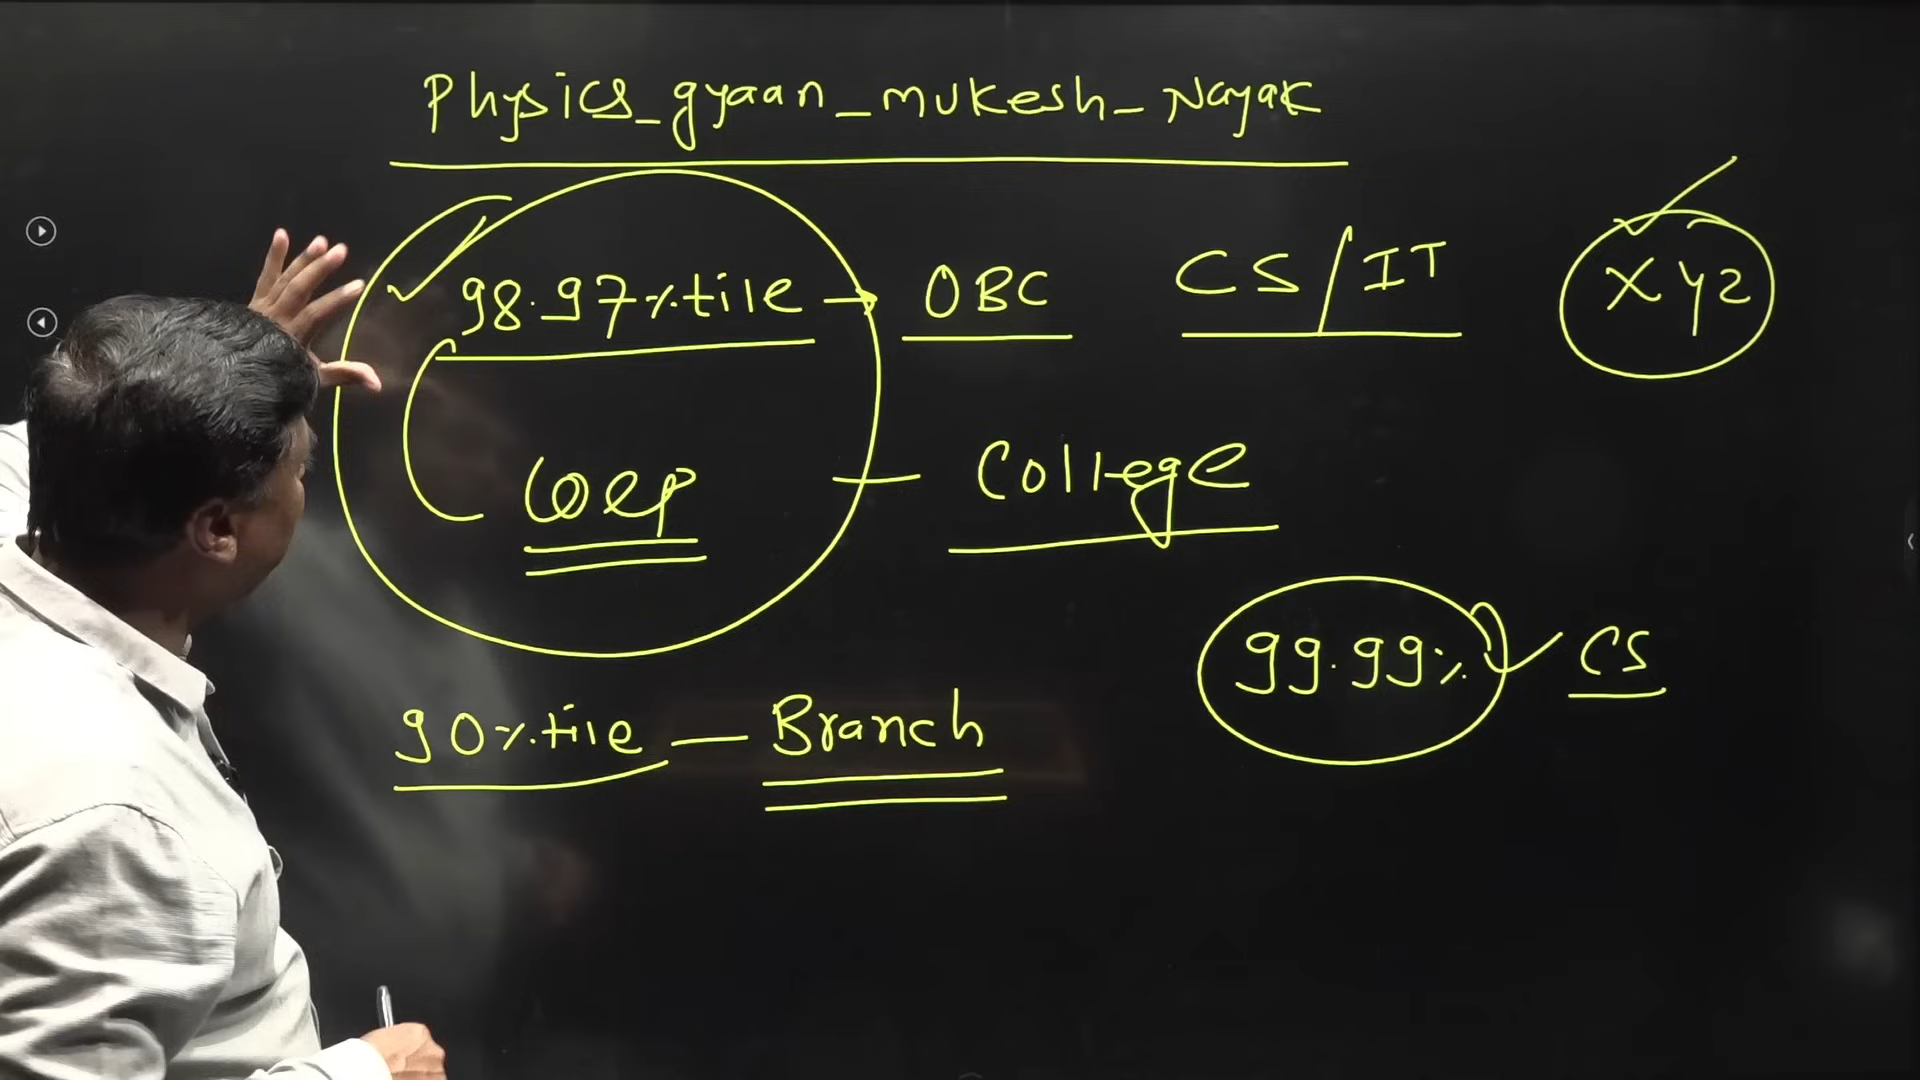 Physics_gyaan_mukesh_Nayak
98.97%tile → OBC CS/IT XYZ
COEP — College
99.99% CS
90%.tile — Branch